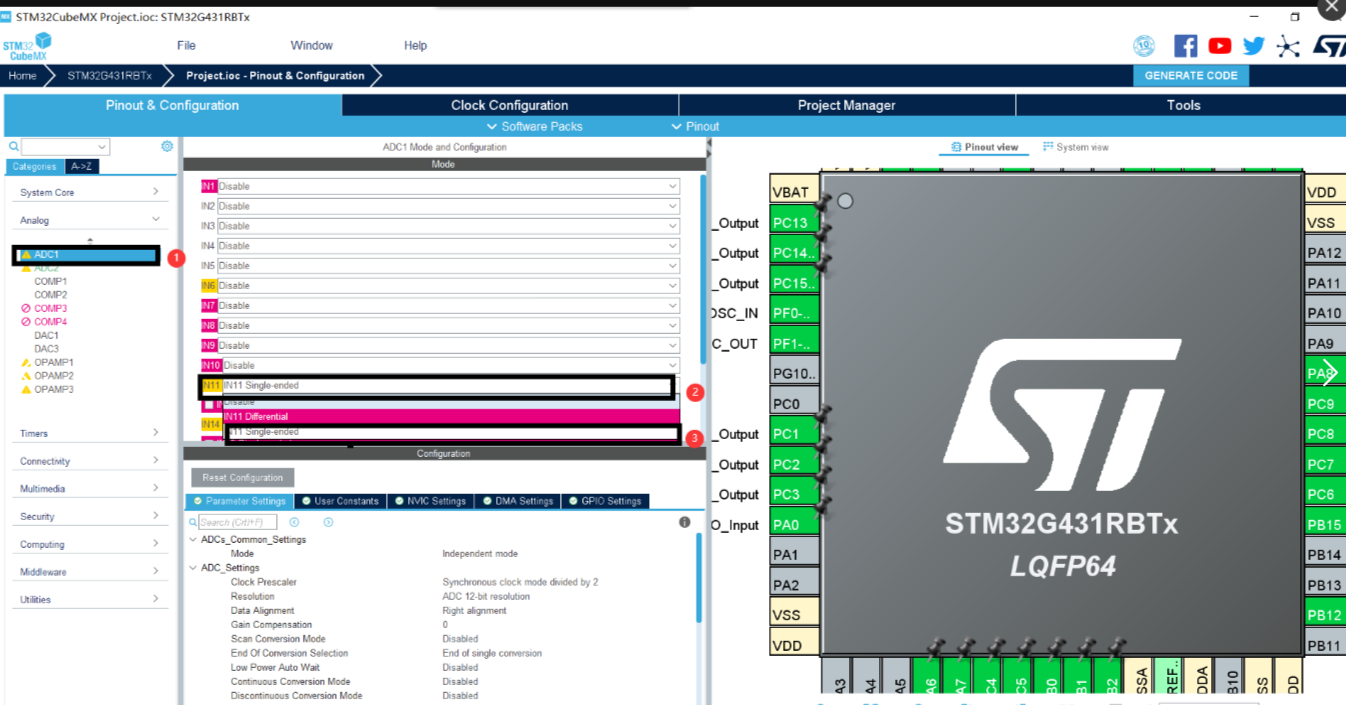 STM32CubeMX Project.ioc: STM32G431RBTx
STM32
CubeMX
File
Window
Help
Home
STM32G431RBTx
Project.ioc - Pinout & Configuration
GENERATE CODE
Pinout & Configuration
Clock Configuration
Project Manager
Tools
Software Packs
Pinout
Categories
A->Z
System Core
Analog
ADC1
1
ADC2
COMP1
COMP2
COMP3
COMP4
DAC1
DAC3
OPAMP1
OPAMP2
OPAMP3
Timers
Connectivity
Multimedia
Security
Computing
Middleware
Utilities
ADC1 Mode and Configuration
Mode
IN1 Disable
IN2 Disable
IN3 Disable
IN4 Disable
IN5 Disable
IN6 Disable
IN7 Disable
IN8 Disable
IN9 Disable
IN10 Disable
IN11 IN11 Single-ended
2
Disable
IN11 Differential
IN14 IN11 Single-ended
3
Configuration
Reset Configuration
Parameter Settings
User Constants
NVIC Settings
DMA Settings
GPIO Settings
Search (Ctrl+F)
ADCs_Common_Settings
Mode Independent mode
ADC_Settings
Clock Prescaler Synchronous clock mode divided by 2
Resolution ADC 12-bit resolution
Data Alignment Right alignment
Gain Compensation 0
Scan Conversion Mode Disabled
End Of Conversion Selection End of single conversion
Low Power Auto Wait Disabled
Continuous Conversion Mode Disabled
Discontinuous Conversion Mode Disabled
Pinout view
System view
VBAT
_Output PC13
_Output PC14..
_Output PC15..
OSC_IN PF0-..
C_OUT PF1-..
PG10..
PC0
_Output PC1
_Output PC2
_Output PC3
O_Input PA0
PA1
PA2
VSS
VDD
STM32G431RBTx
LQFP64
VDD
VSS
PA12
PA11
PA10
PA9
PA8
PC9
PC8
PC7
PC6
PB15
PB14
PB13
PB12
PB11
A3
A4
A5
A6
A7
C4
C5
B0
B1
B2
SSA
REF..
DDA
B10
SS
DD